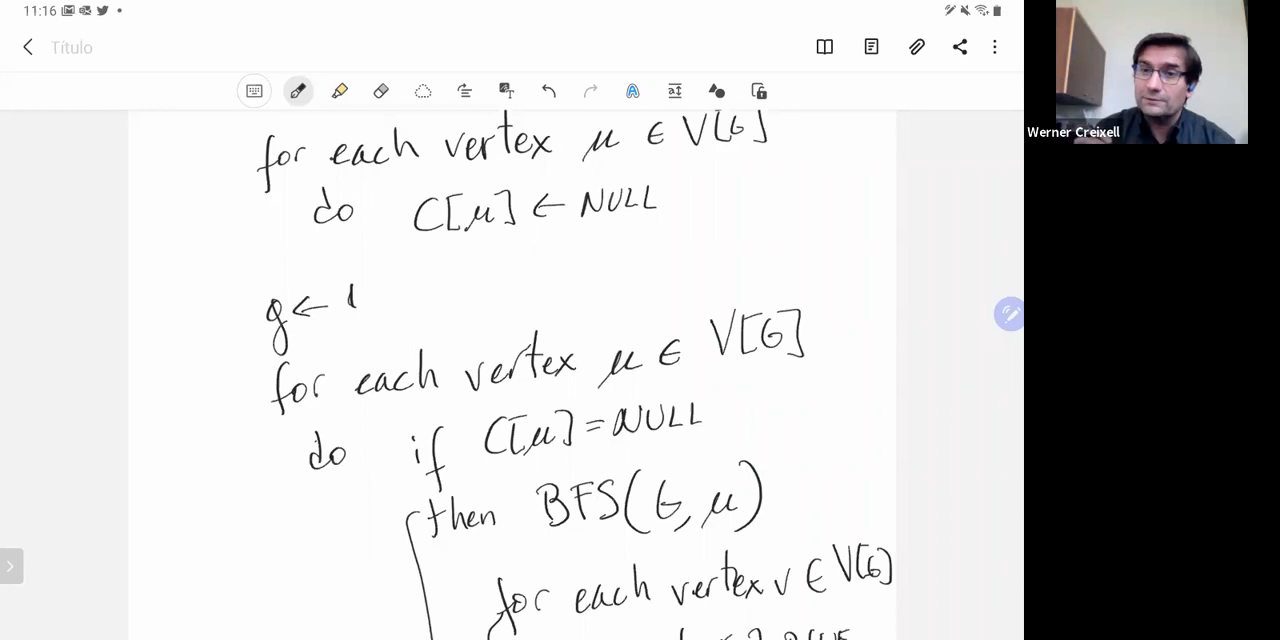 11:16
Título
Werner Creixell
for each vertex μ ∈ V[G]
do C[μ] ← NULL
g ← 1
for each vertex μ ∈ V[G]
do if C[μ] = NULL
then BFS(G, μ)
for each vertex v ∈ V[G]